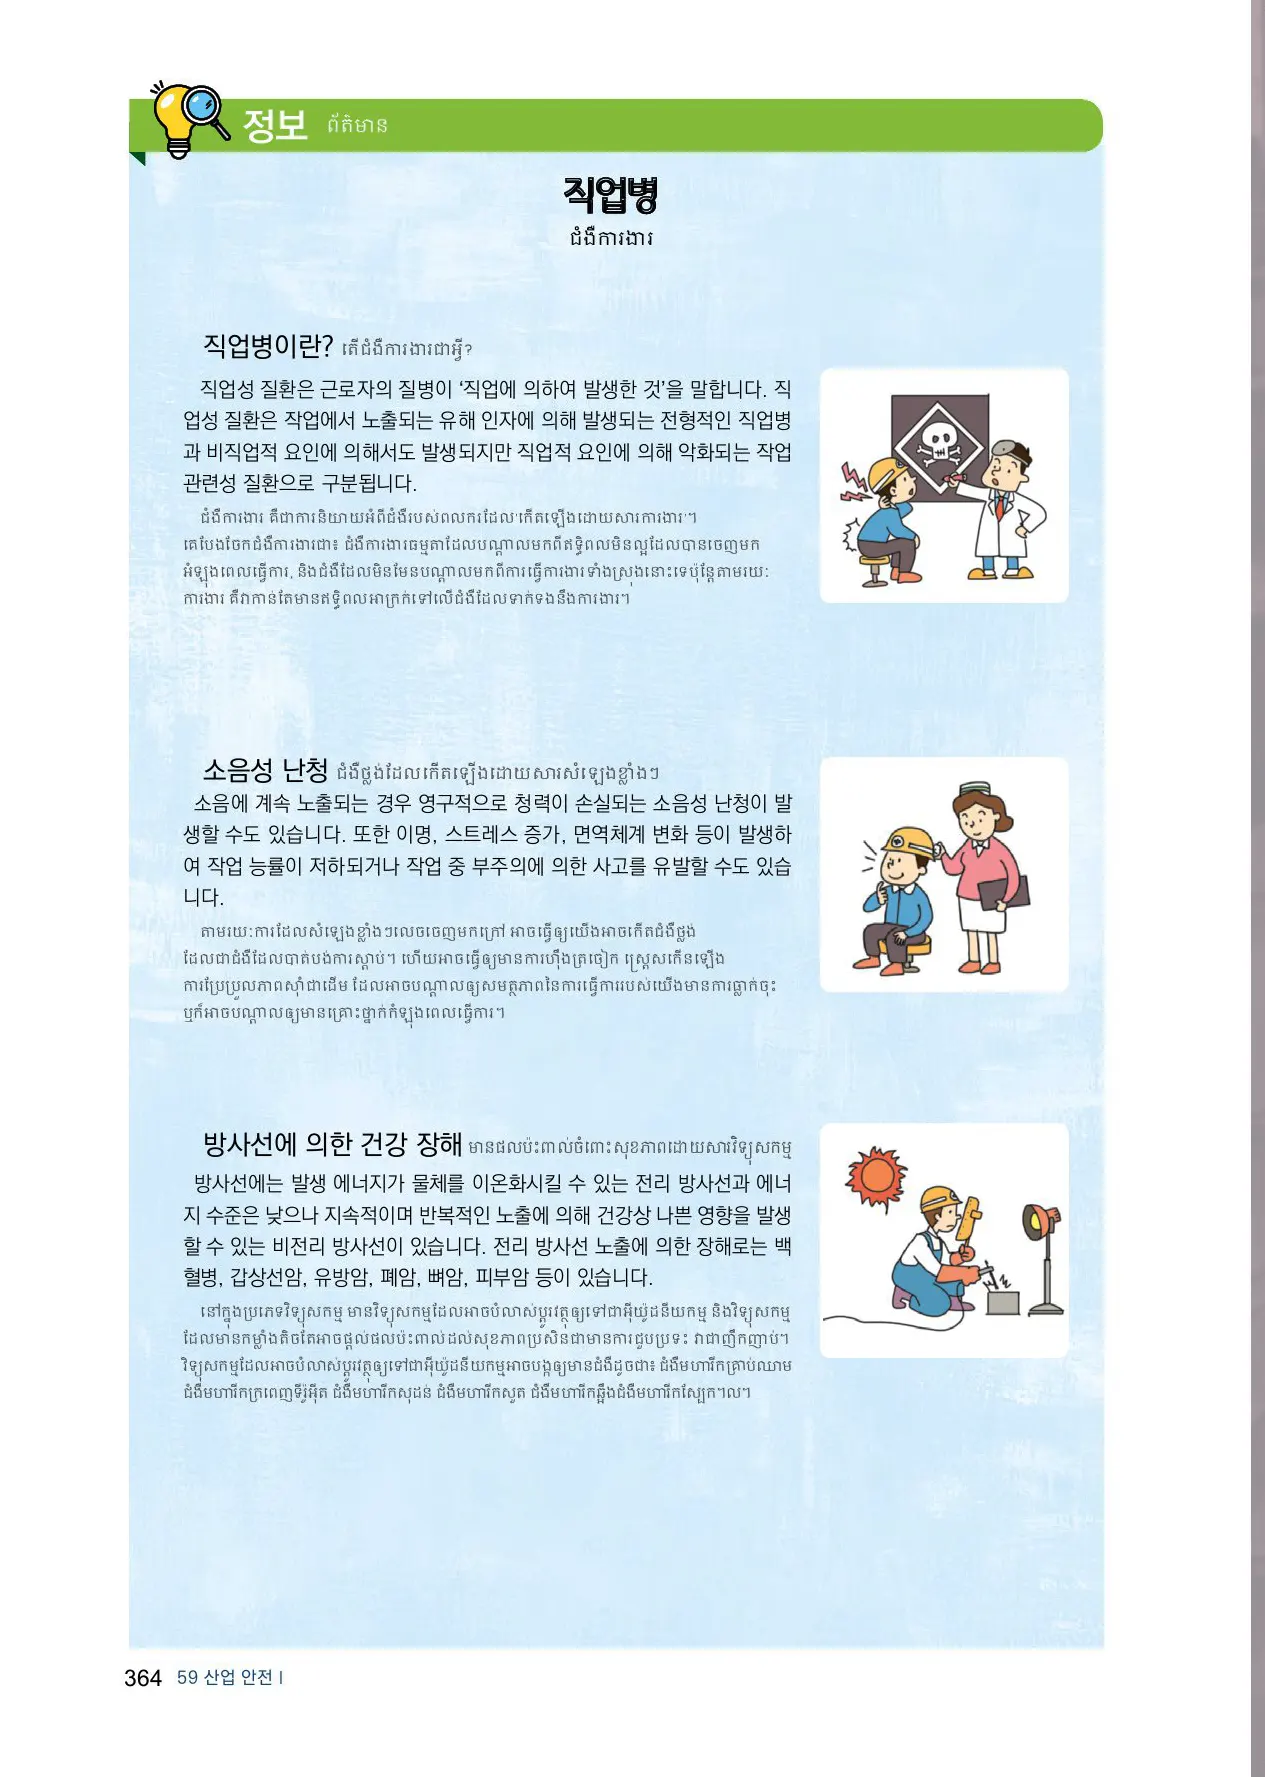 정보 ព័ត៌មាន
직업병
ជំងឺការងារ
직업병이란? តើជំងឺការងារជាអ្វី?
직업성 질환은 근로자의 질병이 ‘직업에 의하여 발생한 것’을 말합니다. 직
업성 질환은 작업에서 노출되는 유해 인자에 의해 발생되는 전형적인 직업병
과 비직업적 요인에 의해서도 발생되지만 직업적 요인에 의해 악화되는 작업
관련성 질환으로 구분됩니다.
ជំងឺការងារ គឺជាការនិយាយអំពីជំងឺរបស់ពលករដែល‘កើតឡើងដោយសារការងារ’។
គេបែងចែកជំងឺការងារជា៖ ជំងឺការងារធម្មតាដែលបណ្តាលមកពីឥទ្ធិពលមិនល្អដែលបានចេញមក
អំឡុងពេលធ្វើការ, និងជំងឺដែលមិនមែនបណ្តាលមកពីការធ្វើការងារទាំងស្រុងនោះទេប៉ុន្តែតាមរយៈ
ការងារ គឺវាកាន់តែមានឥទ្ធិពលអាក្រក់ទៅលើជំងឺដែលទាក់ទងនឹងការងារ។
소음성 난청 ជំងឺថ្លង់ដែលកើតឡើងដោយសារសំឡេងខ្លាំងៗ
소음에 계속 노출되는 경우 영구적으로 청력이 손실되는 소음성 난청이 발
생할 수도 있습니다. 또한 이명, 스트레스 증가, 면역체계 변화 등이 발생하
여 작업 능률이 저하되거나 작업 중 부주의에 의한 사고를 유발할 수도 있습
니다.
តាមរយៈការដែលសំឡេងខ្លាំងៗលេចចេញមកក្រៅ អាចធ្វើឲ្យយើងអាចកើតជំងឺថ្លង់
ដែលជាជំងឺដែលបាត់បង់ការស្តាប់។ ហើយអាចធ្វើឲ្យមានការហ៊ឹងត្រចៀក ស្ត្រេសកើនឡើង
ការប្រែប្រួលភាពស៊ាំជាដើម ដែលអាចបណ្តាលឲ្យសមត្ថភាពនៃការធ្វើការរបស់យើងមានការធ្លាក់ចុះ
ឬក៏អាចបណ្តាលឲ្យមានគ្រោះថ្នាក់កំឡុងពេលធ្វើការ។
방사선에 의한 건강 장해 មានផលប៉ះពាល់ចំពោះសុខភាពដោយសារវិទ្យុសកម្ម
방사선에는 발생 에너지가 물체를 이온화시킬 수 있는 전리 방사선과 에너
지 수준은 낮으나 지속적이며 반복적인 노출에 의해 건강상 나쁜 영향을 발생
할 수 있는 비전리 방사선이 있습니다. 전리 방사선 노출에 의한 장해로는 백
혈병, 갑상선암, 유방암, 폐암, 뼈암, 피부암 등이 있습니다.
នៅក្នុងប្រភេទវិទ្យុសកម្ម មានវិទ្យុសកម្មដែលអាចបំលាស់ប្តូរវត្ថុឲ្យទៅជាអ៊ីយ៉ូដនីយកម្ម និងវិទ្យុសកម្ម
ដែលមានកម្លាំងតិចតែអាចផ្តល់ផលប៉ះពាល់ដល់សុខភាពប្រសិនជាមានការជួបប្រទះ វាជាញឹកញាប់។
វិទ្យុសកម្មដែលអាចបំលាស់ប្តូរវត្ថុឲ្យទៅជាអ៊ីយ៉ូដនីយកម្មអាចបង្កឲ្យមានជំងឺដូចជា៖ ជំងឺមហារីកគ្រាប់ឈាម
ជំងឺមហារីកក្រពេញទីរ៉ូអ៊ីត ជំងឺមហារីកសុដន់ ជំងឺមហារីកសួត ជំងឺមហារីកឆ្អឹងជំងឺមហារីកស្បែក។ល។
364 59 산업 안전 I